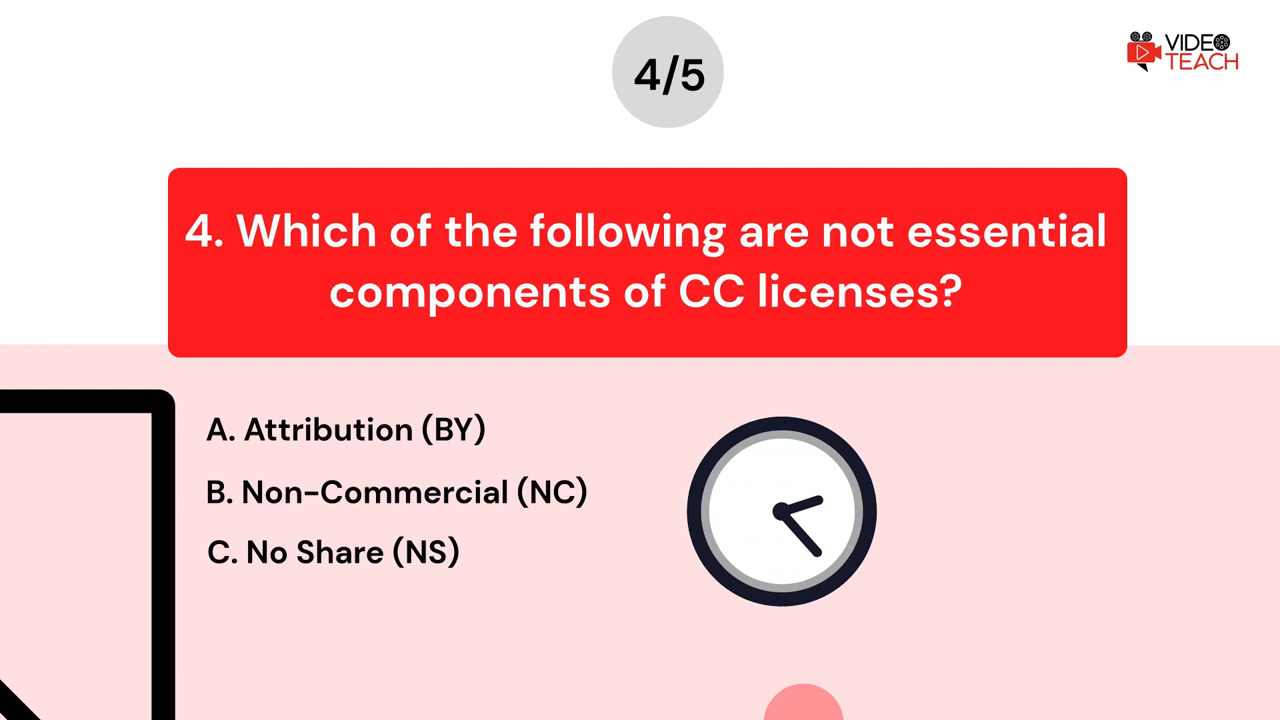 4/5
VIDEO
TEACH
4. Which of the following are not essential
components of CC licenses?
A. Attribution (BY)
B. Non-Commercial (NC)
C. No Share (NS)